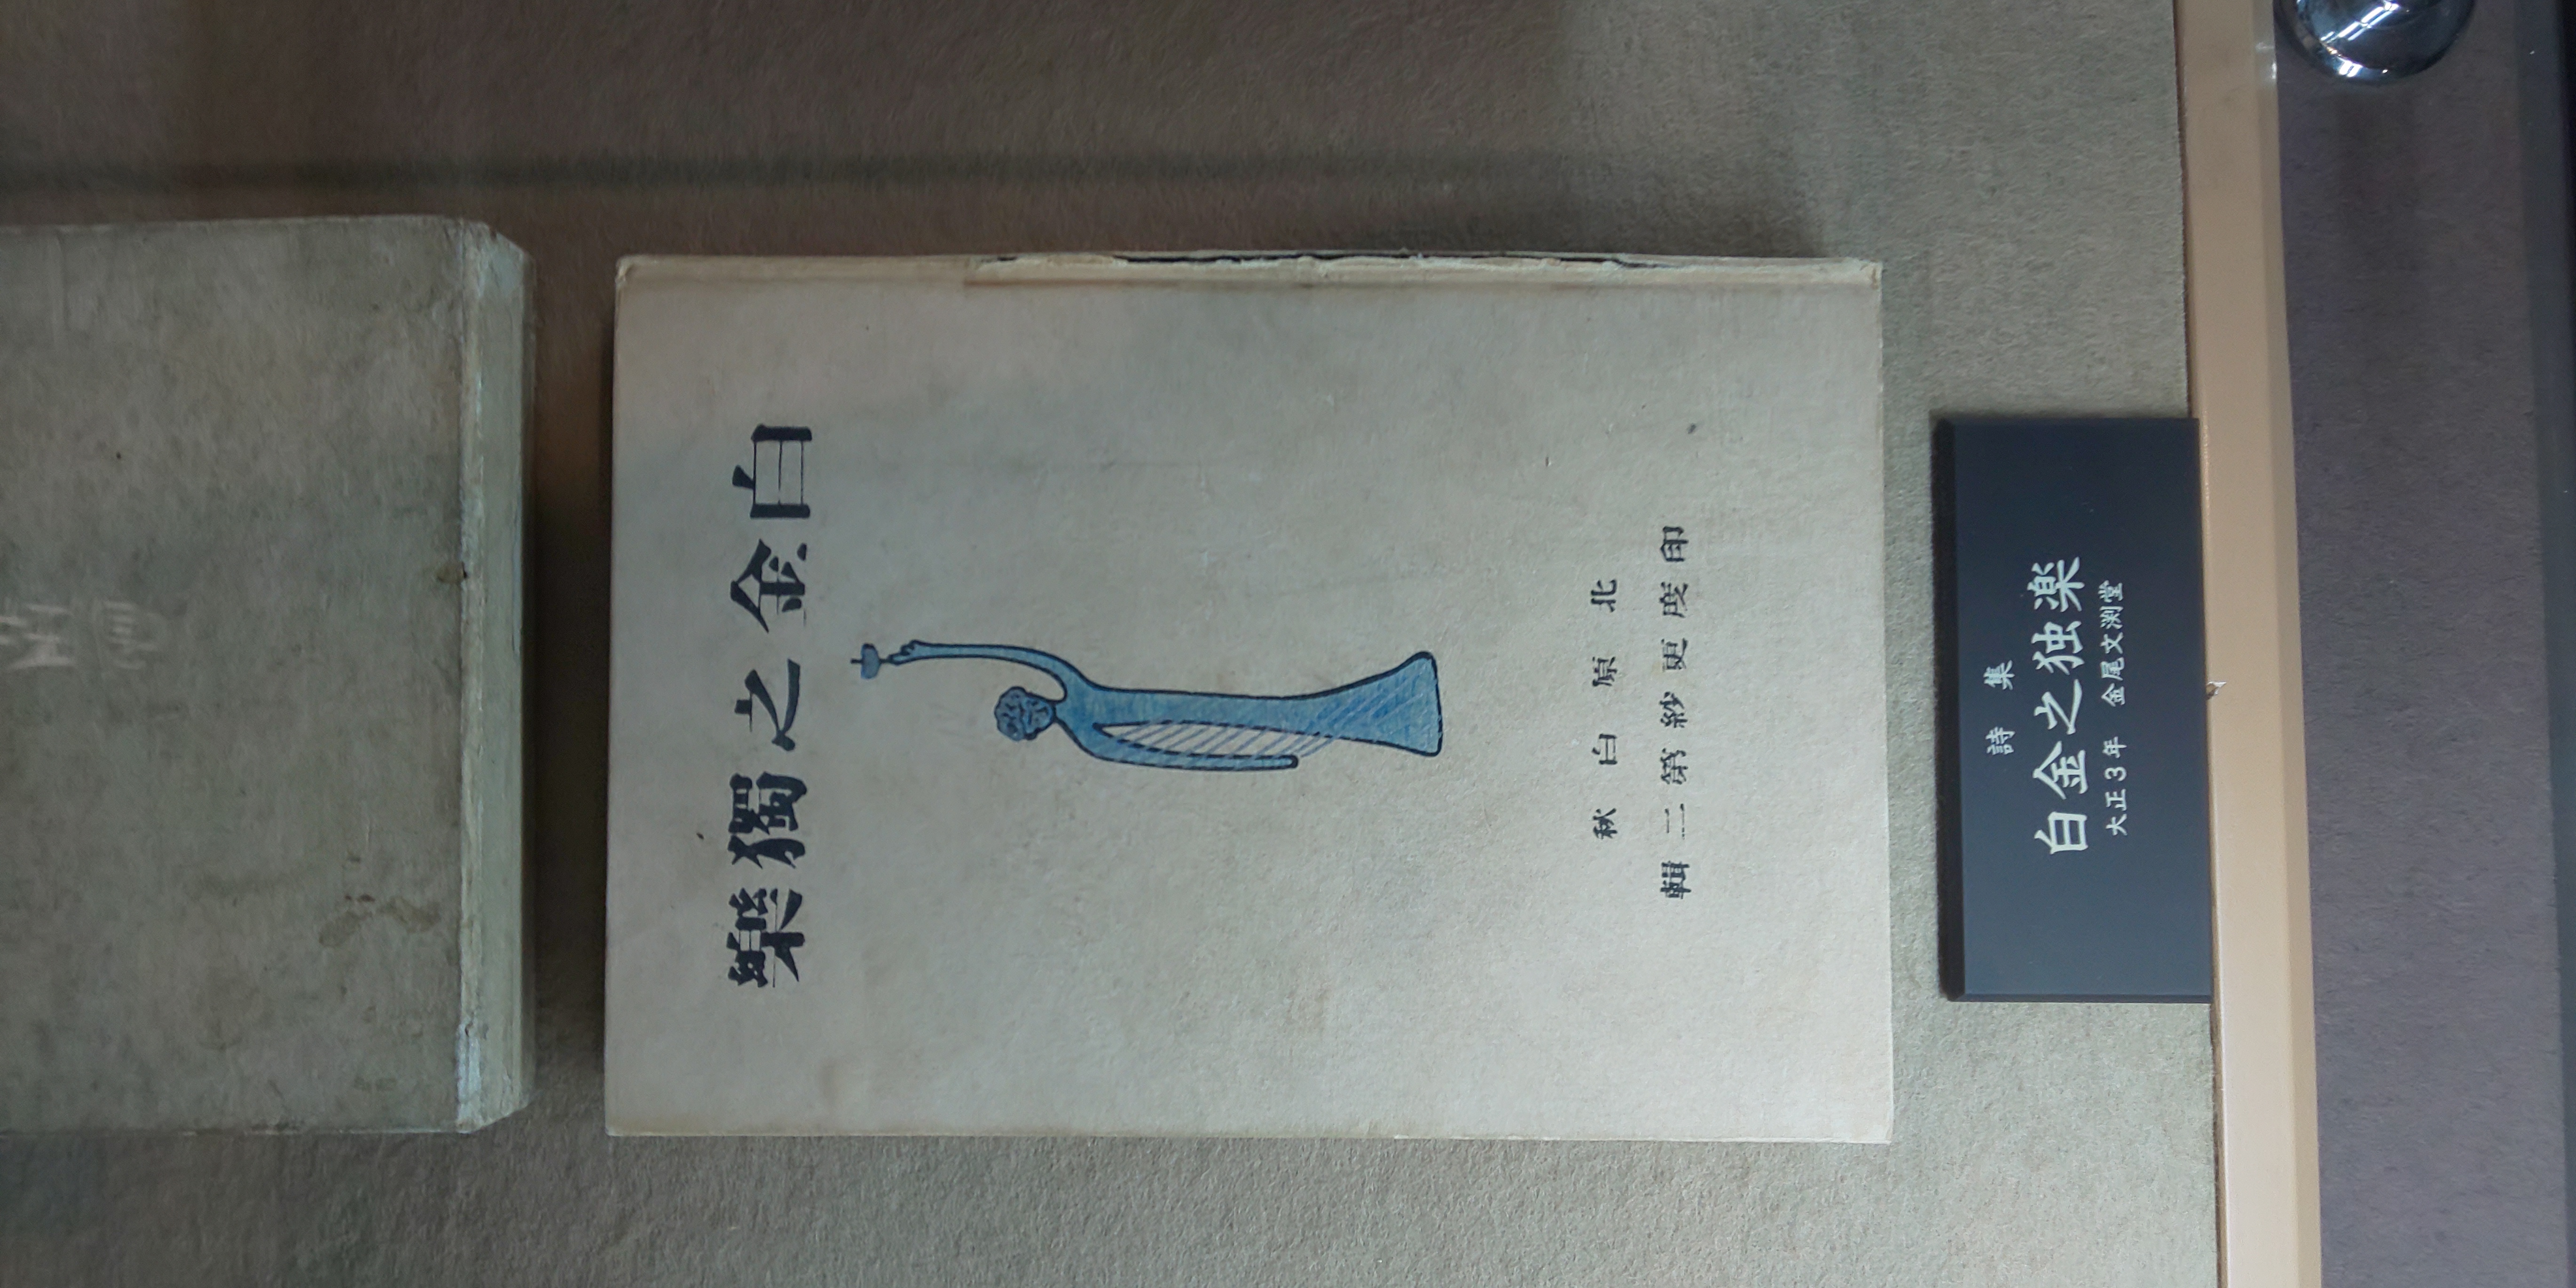 白金之獨樂
北原白秋
印度更紗第二輯
詩集
白金之独楽
大正3年 金尾文渕堂